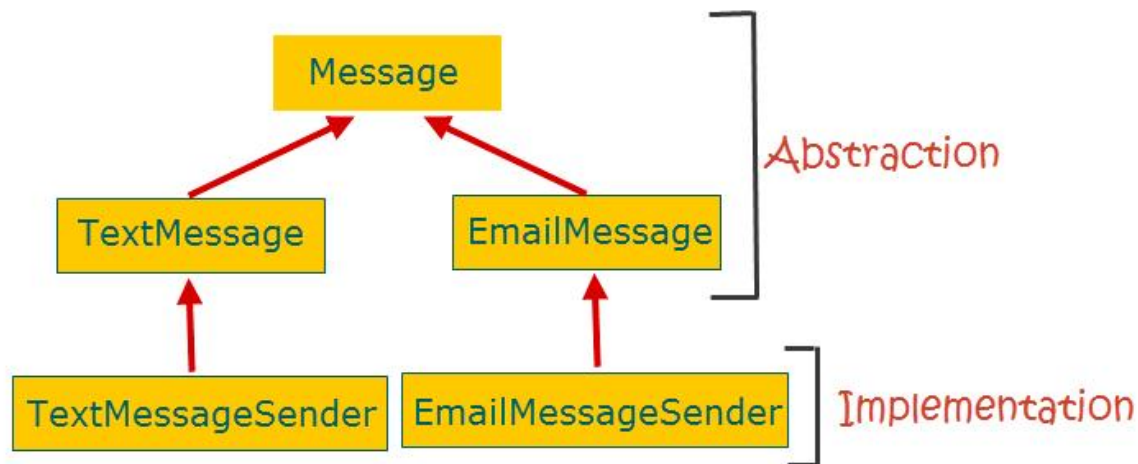 Message
Abstraction
TextMessage
EmailMessage
TextMessageSender
EmailMessageSender
Implementation